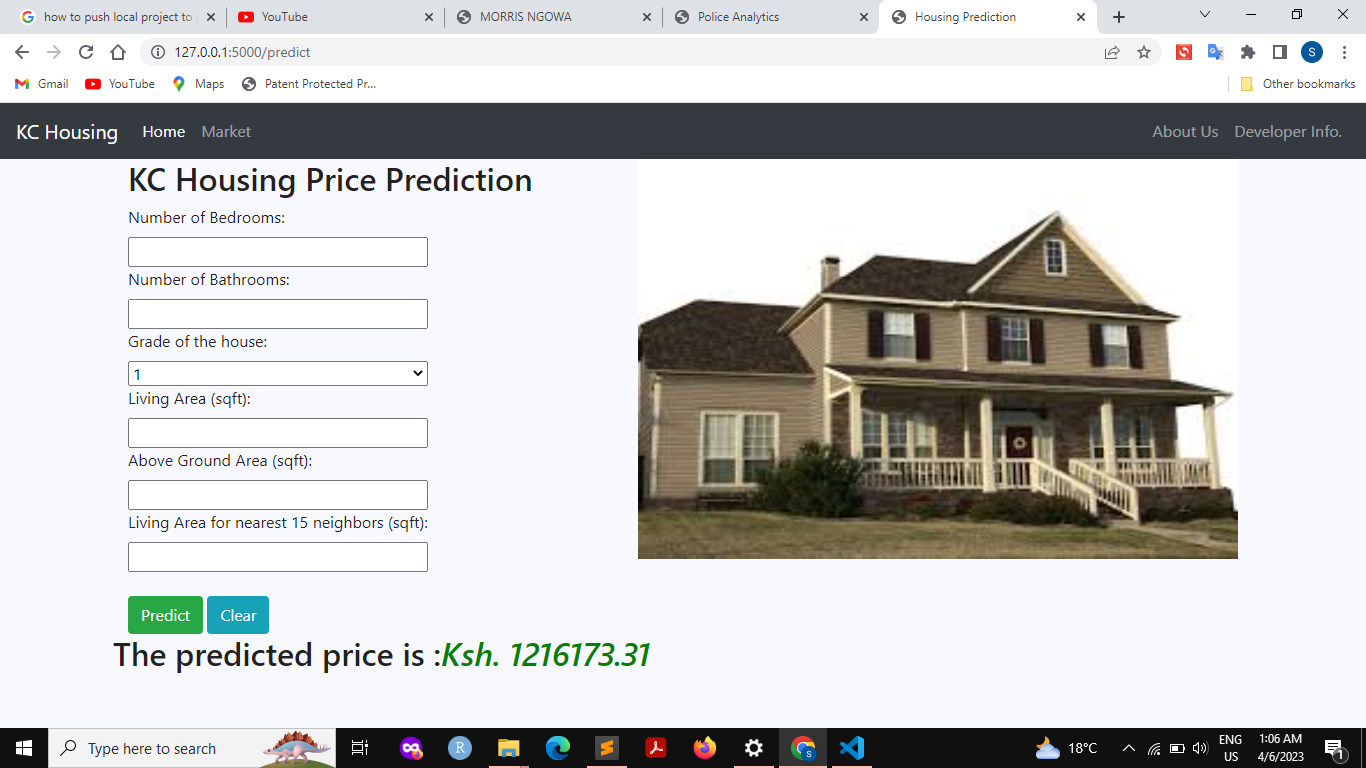 how to push local project to
YouTube
MORRIS NGOWA
Police Analytics
Housing Prediction
127.0.0.1:5000/predict
S
Gmail
YouTube
Maps
Patent Protected Pr...
Other bookmarks
KC Housing
Home
Market
About Us
Developer Info.
KC Housing Price Prediction
Number of Bedrooms:
Number of Bathrooms:
Grade of the house:
1
Living Area (sqft):
Above Ground Area (sqft):
Living Area for nearest 15 neighbors (sqft):
Predict
Clear
The predicted price is :Ksh. 1216173.31
Type here to search
R
S
18°C
ENG
US
1:06 AM
4/6/2023
1